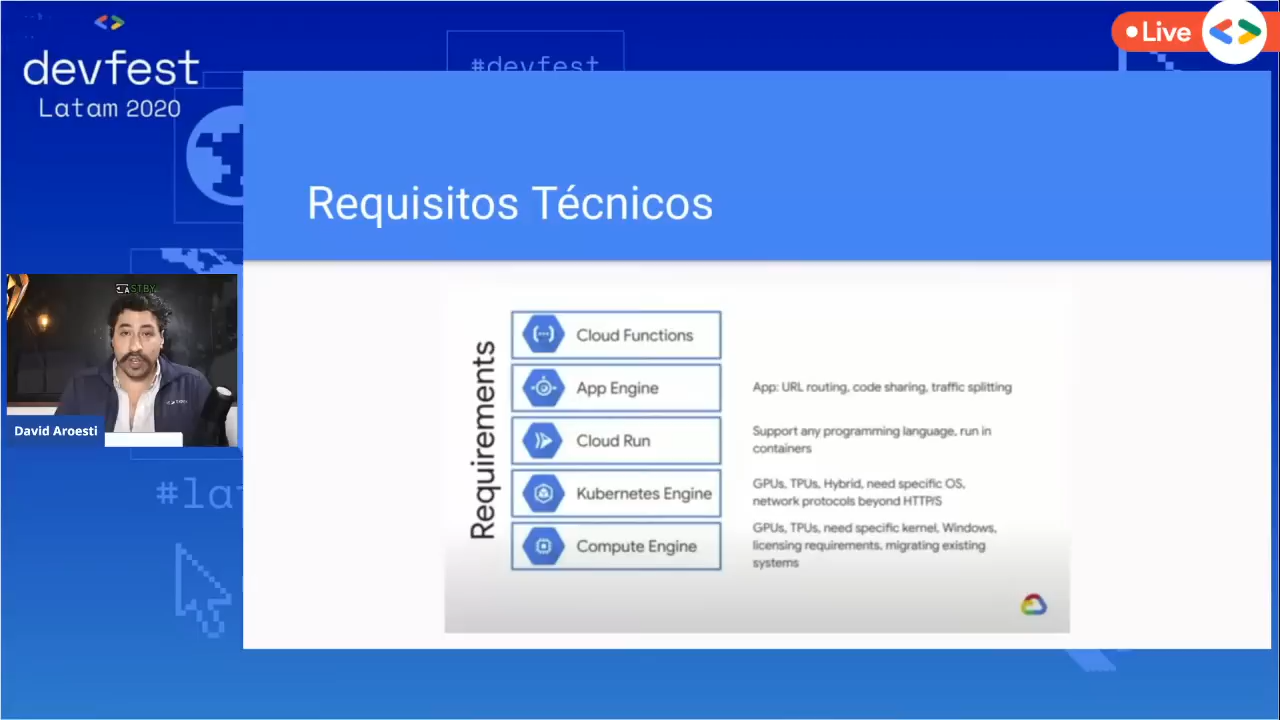 devfest
Latam 2020
#devfest
Live
Requisitos Técnicos
STBY
David Aroesti
#la
Requirements
Cloud Functions
App Engine
App: URL routing, code sharing, traffic splitting
Cloud Run
Support any programming language, run in
containers
Kubernetes Engine
GPUs, TPUs, Hybrid, need specific OS,
network protocols beyond HTTP/S
Compute Engine
GPUs, TPUs, need specific kernel, Windows,
licensing requirements, migrating existing
systems